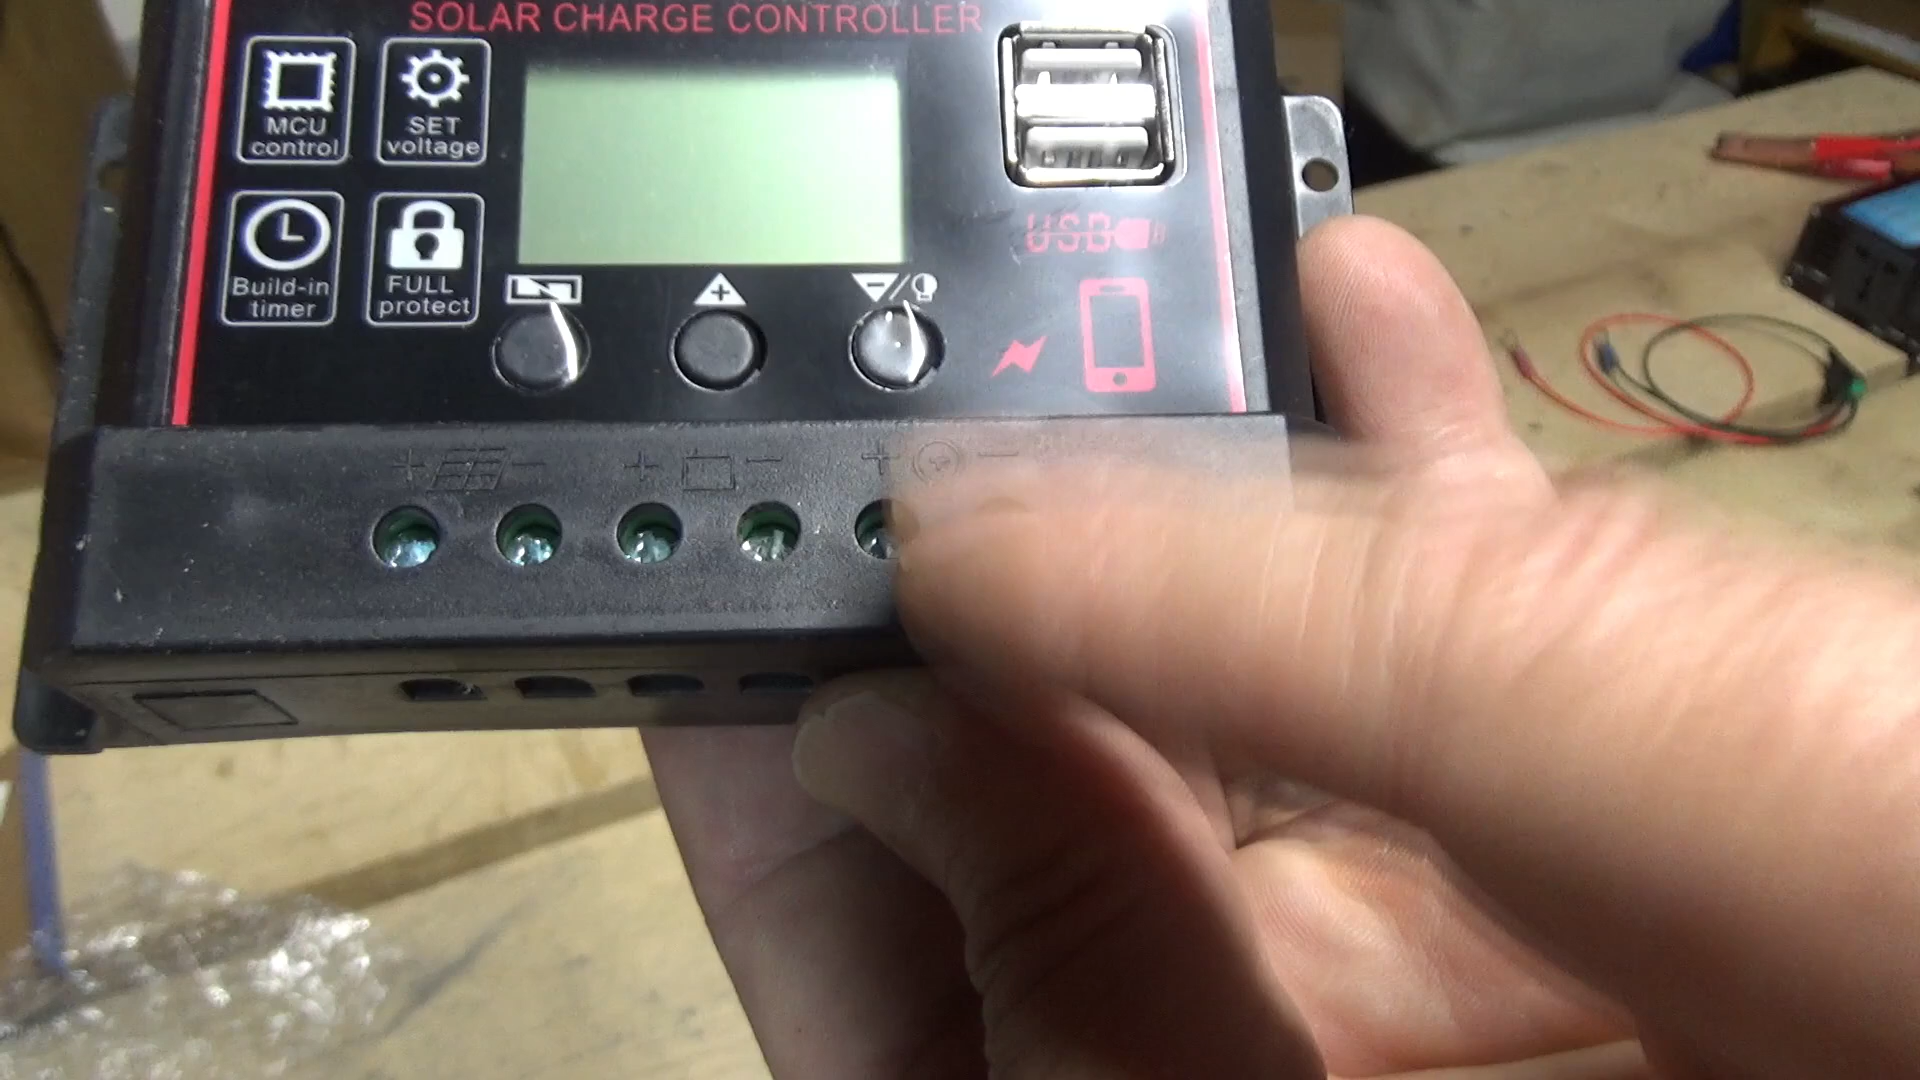 SOLAR CHARGE CONTROLLER
MCU
control
SET
voltage
Build-in
timer
FULL
protect
USB
+ -
+ -
+ -